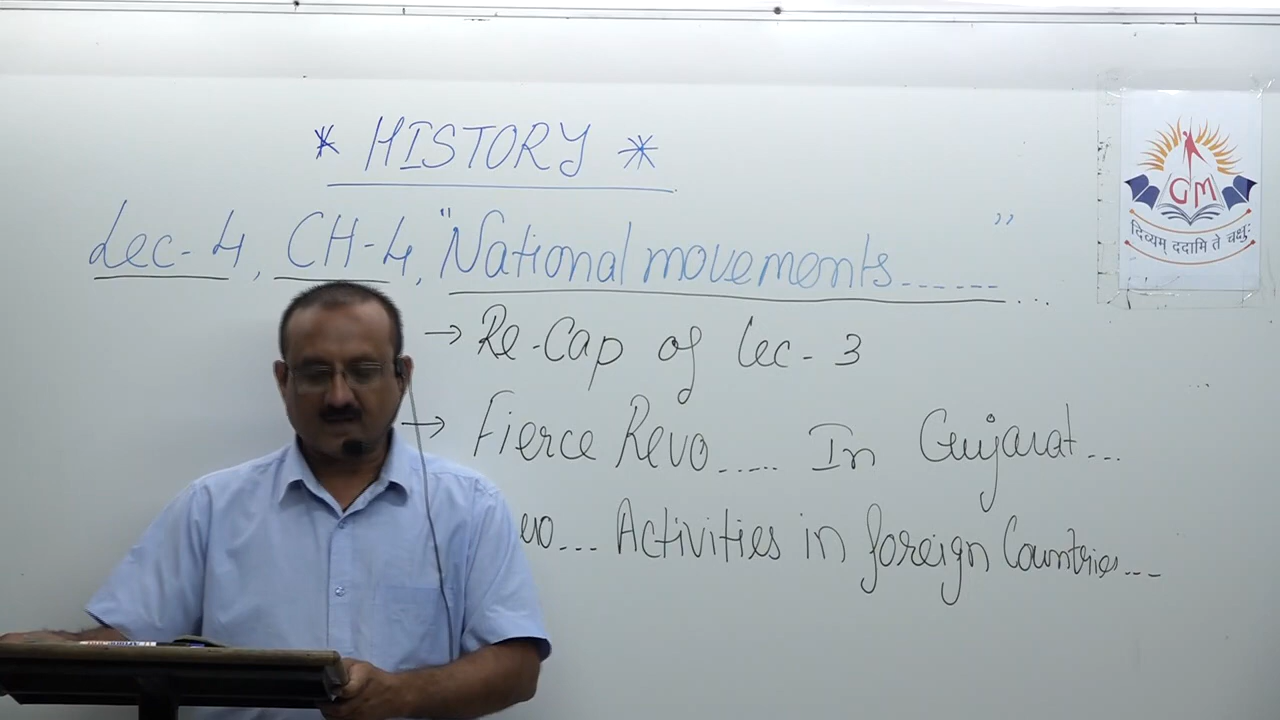 * HISTORY *
Lec-4, CH-4, "National movements......."...
→ Re-Cap of Lec-3
→ Fierce Revo..... In Gujarat...
evo... Activities in foreign Countries...
GM
दिव्यम् ददामि ते चक्षुः